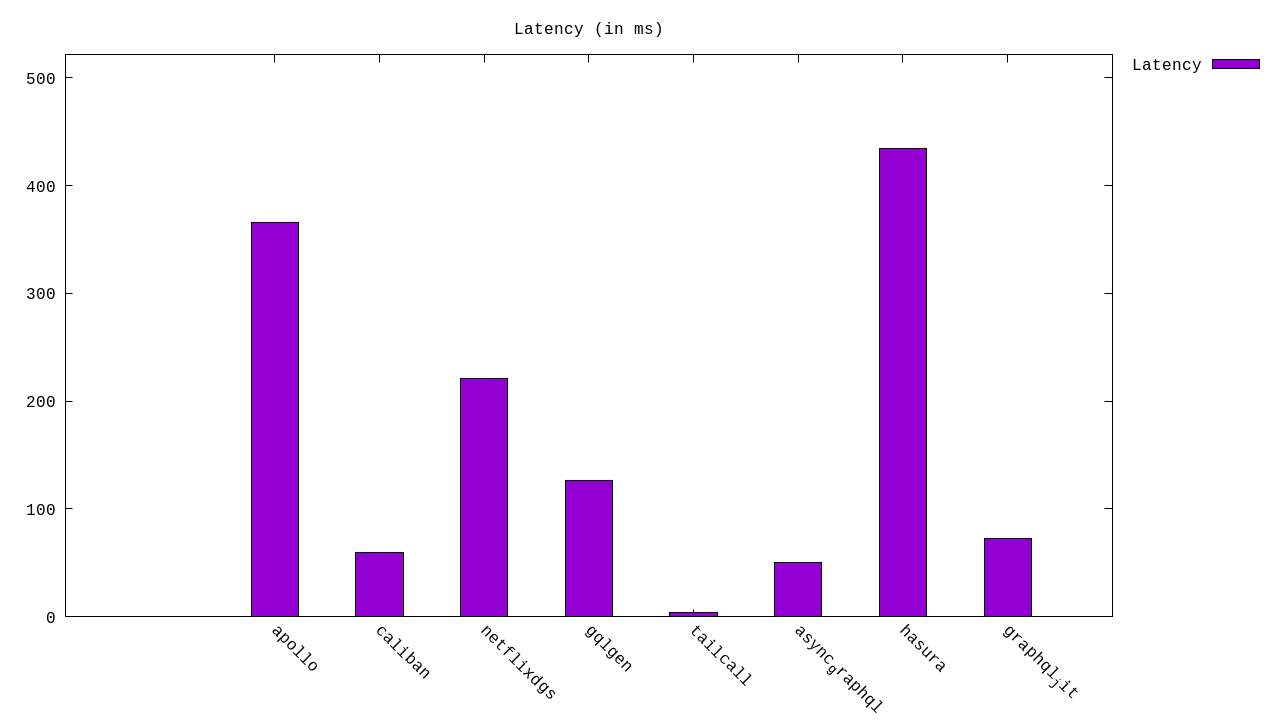 Latency (in ms)
Latency
500
400
300
200
100
0
apollo
caliban
netflixdgs
gqlgen
tailcall
async_graphql
hasura
graphql_jit